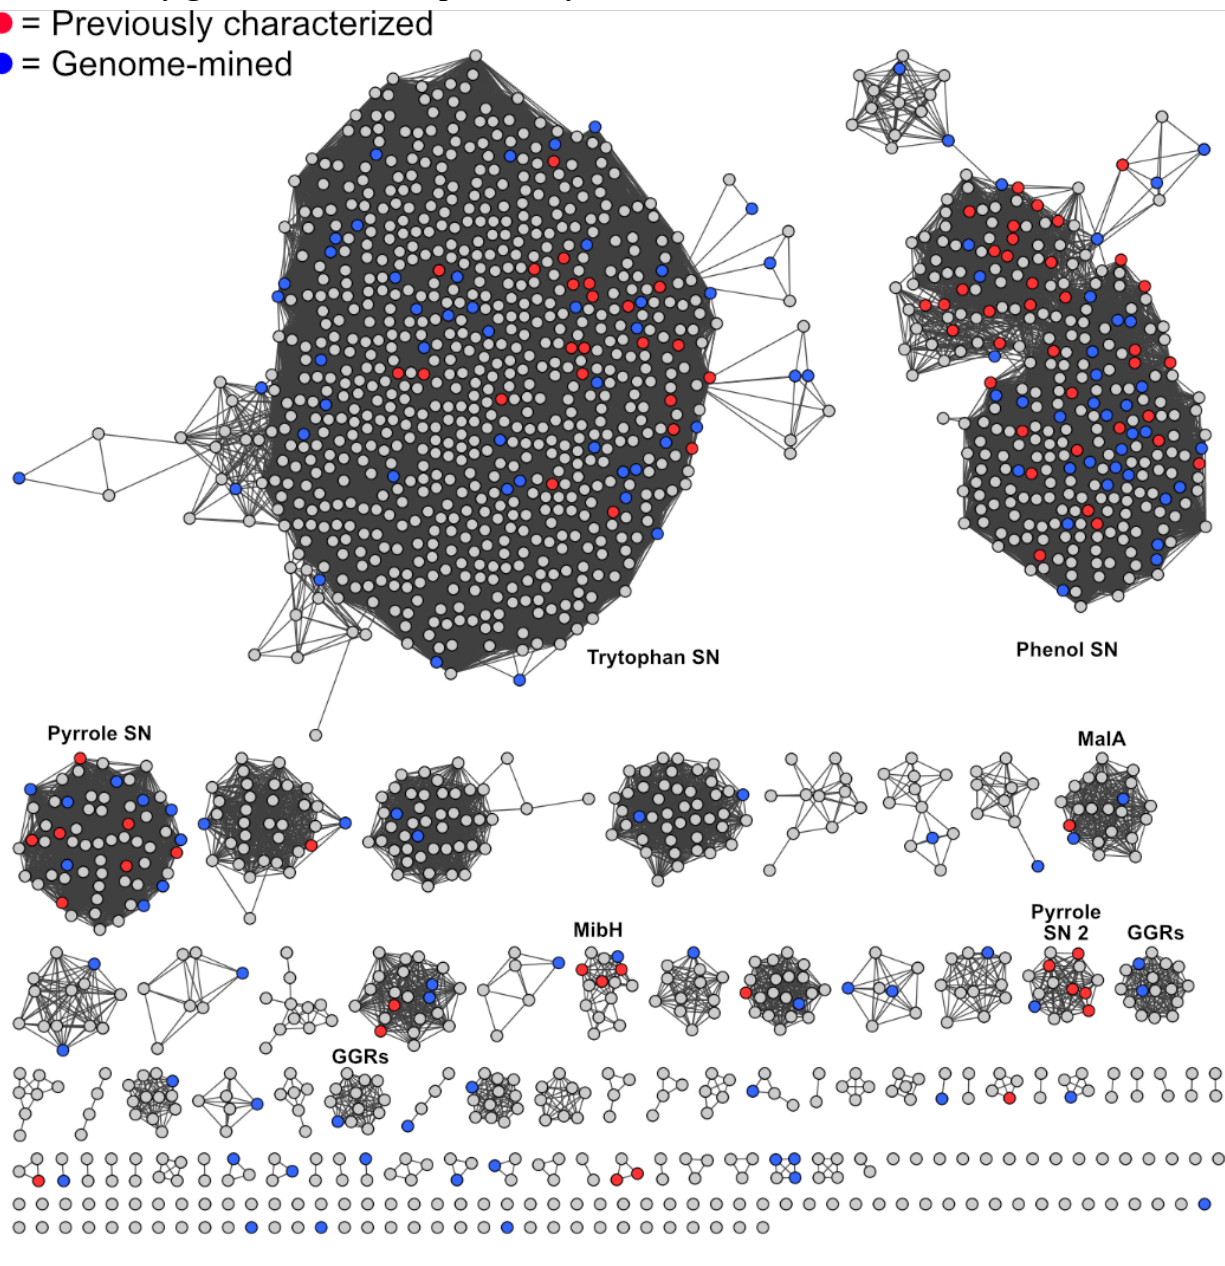 = Previously characterized
= Genome-mined
Trytophan SN
Phenol SN
Pyrrole SN
MalA
MibH
Pyrrole
SN 2
GGRs
GGRs